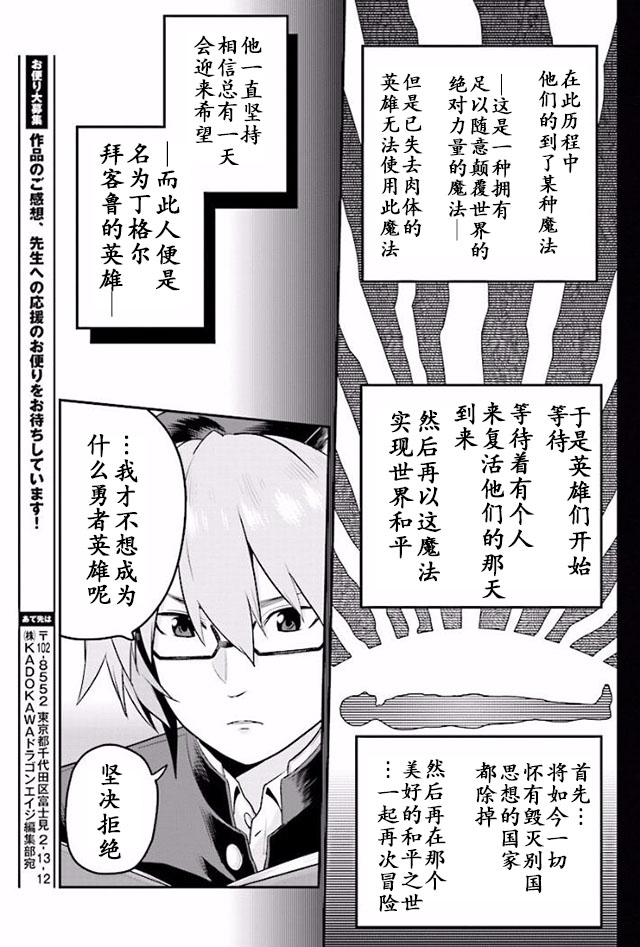 在此历程中
他们的到了某种魔法
—这是一种拥有
足以随意颠覆世界的
绝对力量的魔法—
但是已失去肉体的
英雄无法使用此魔法
于是英雄们开始
等待
等待着有个人
来复活他们的那天
到来
然后再以这魔法
实现世界和平
首先…
将如今一切
怀有毁灭别国
思想的国家
都除掉
然后再在那个
美好的和平之世
…一起再次冒险
他一直坚持
相信总有一天
会迎来希望
—而此人便是
名为丁格尔
拜客鲁的英雄—
…我才不想成为
什么勇者英雄呢
坚决拒绝
お便り大募集
作品のご感想、先生への応援のお便りをお待ちしています！
あて先は
〒102-8552 東京都千代田区富士見2-13-12
㈱KADOKAWAドラゴンエイジ編集部宛